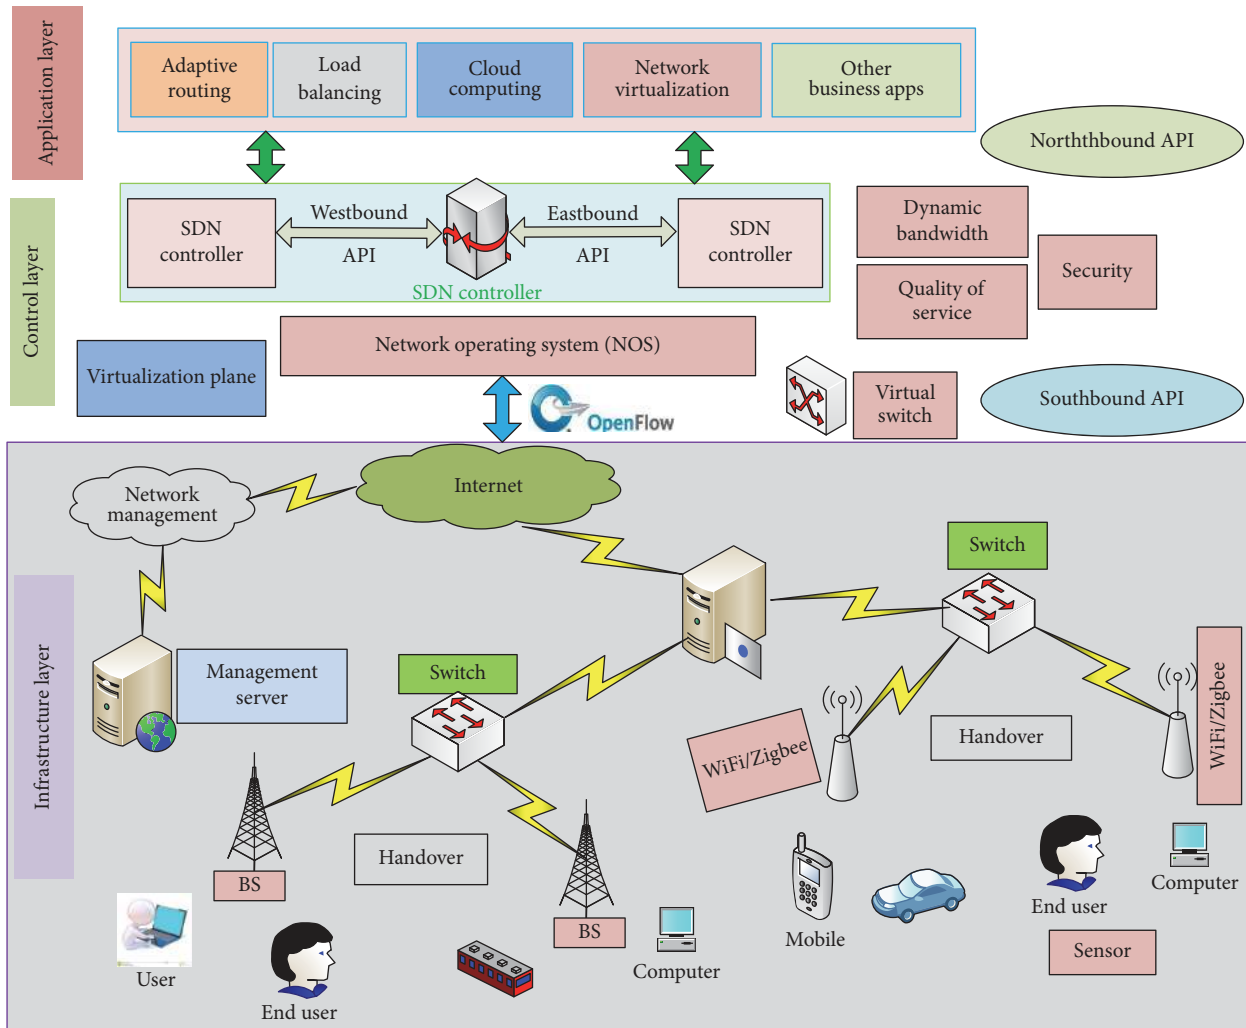 Application layer
Adaptive
routing
Load
balancing
Cloud
computing
Network
virtualization
Other
business apps
Norththbound API
Control layer
SDN
controller
Westbound
API
Eastbound
API
SDN
controller
SDN controller
Dynamic
bandwidth
Quality of
service
Security
Network operating system (NOS)
Virtualization plane
OpenFlow
Virtual
switch
Southbound API
Infrastructure layer
Network
management
Internet
Switch
Management
server
Switch
WiFi/Zigbee
Handover
WiFi/Zigbee
BS
Handover
BS
User
End user
Computer
Mobile
End user
Computer
Sensor